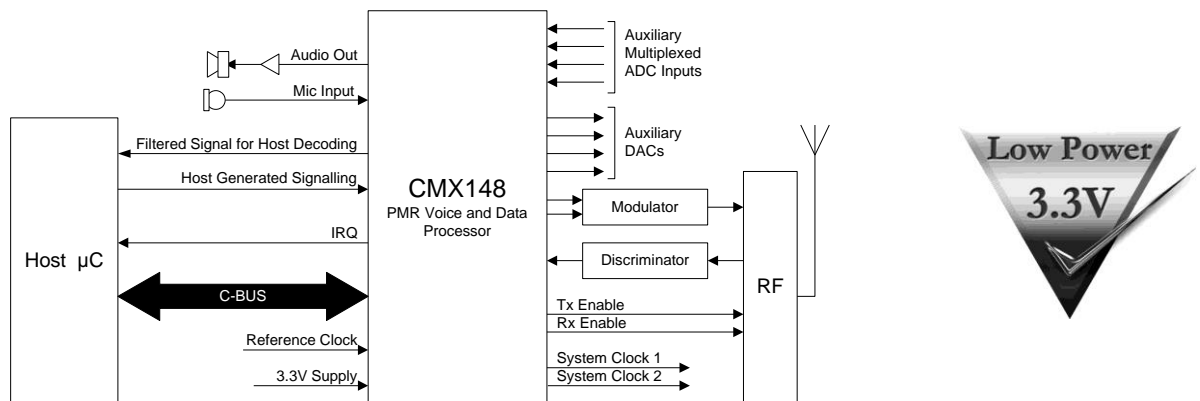 Audio Out
Mic Input
Filtered Signal for Host Decoding
Host Generated Signalling
IRQ
Host µC
C-BUS
Reference Clock
3.3V Supply
CMX148
PMR Voice and Data
Processor
Auxiliary
Multiplexed
ADC Inputs
Auxiliary
DACs
Modulator
Discriminator
RF
Tx Enable
Rx Enable
System Clock 1
System Clock 2
Low Power
3.3V